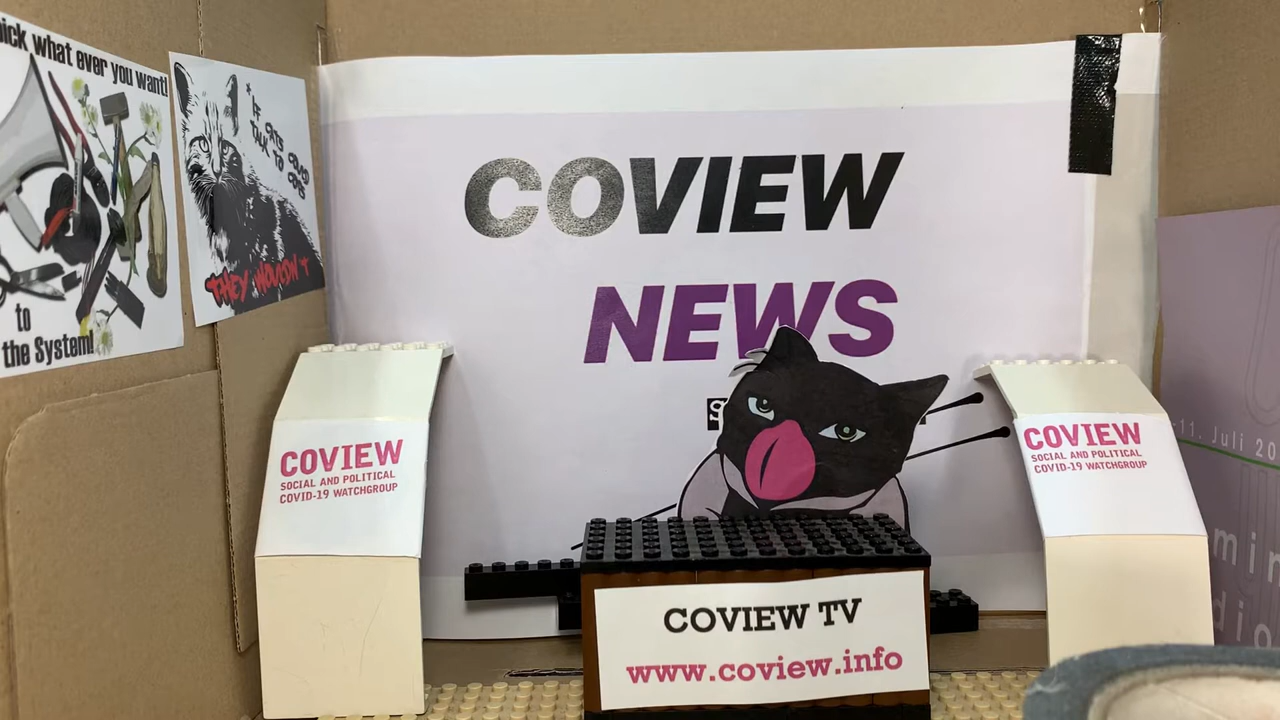 what ever you want!
to
the System!
*IF CATS COULD
TALK TO
COPS
THEY WOULDN'T
COVIEW
NEWS
COVIEW
SOCIAL AND POLITICAL
COVID-19 WATCHGROUP
COVIEW
SOCIAL AND POLITICAL
COVID-19 WATCHGROUP
COVIEW TV
www.coview.info
-11. Juli 20